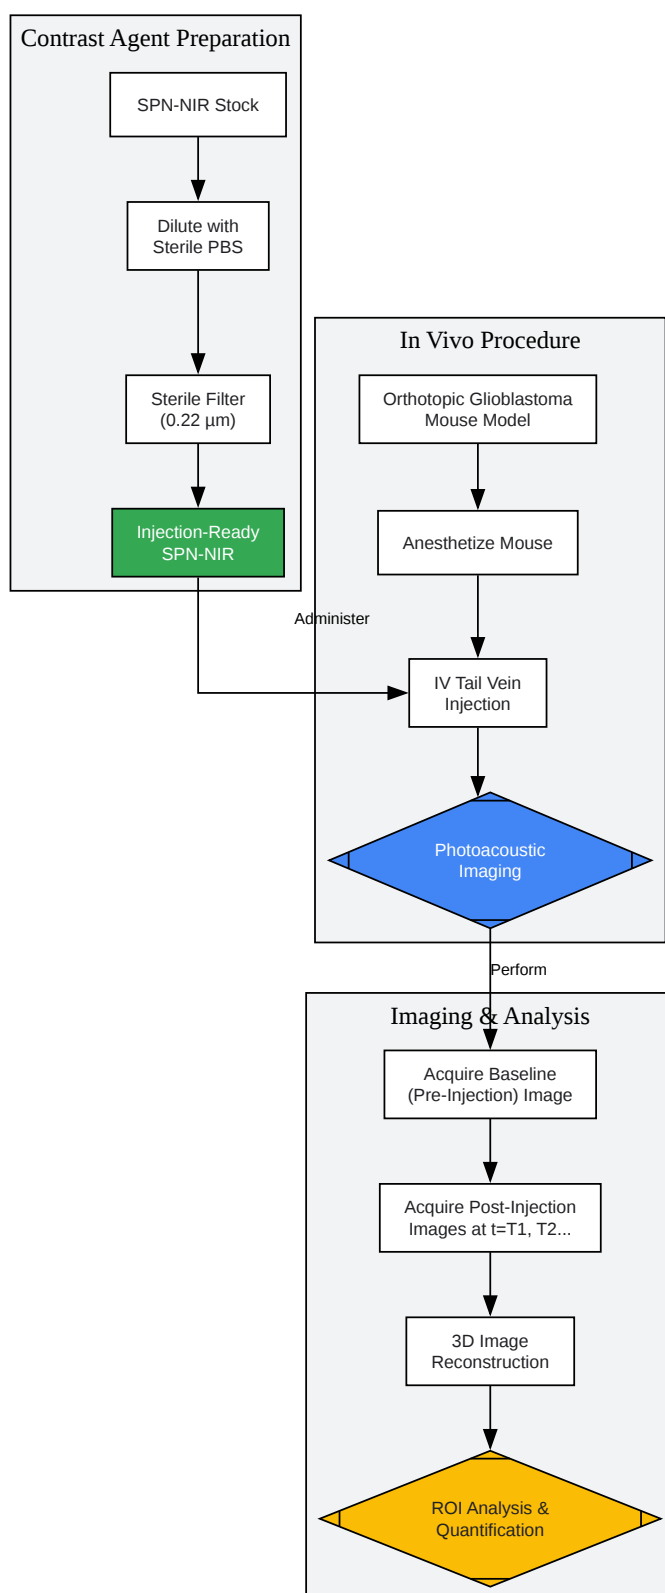 Contrast Agent Preparation
SPN-NIR Stock
Dilute with
Sterile PBS
Sterile Filter
(0.22 µm)
Injection-Ready
SPN-NIR
Administer
In Vivo Procedure
Orthotopic Glioblastoma
Mouse Model
Anesthetize Mouse
IV Tail Vein
Injection
Photoacoustic
Imaging
Perform
Imaging & Analysis
Acquire Baseline
(Pre-Injection) Image
Acquire Post-Injection
Images at t=T1, T2...
3D Image
Reconstruction
ROI Analysis &
Quantification